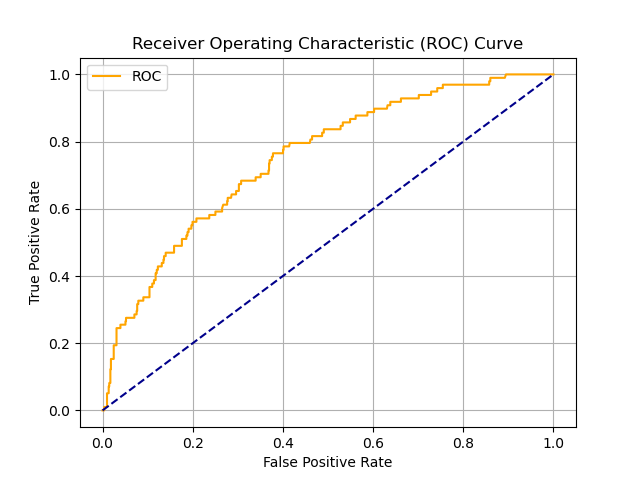 Receiver Operating Characteristic (ROC) Curve
ROC
True Positive Rate
1.0
0.8
0.6
0.4
0.2
0.0
0.0 0.2 0.4 0.6 0.8 1.0
False Positive Rate